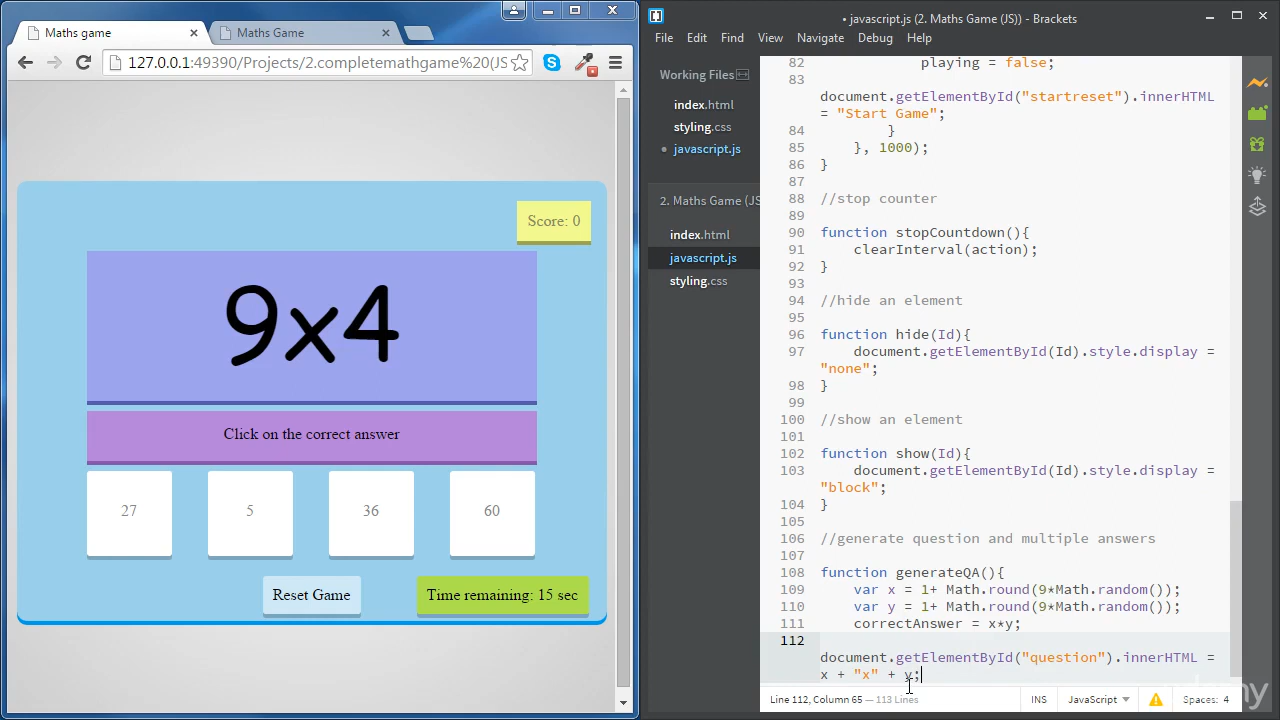 Maths game
Maths Game
127.0.0.1:49390/Projects/2.completemathgame%20(JS
Score: 0
9x4
Click on the correct answer
27 5 36 60
Reset Game
Time remaining: 15 sec
javascript.js (2. Maths Game (JS)) - Brackets
File Edit Find View Navigate Debug Help
Working Files
index.html
styling.css
javascript.js
2. Maths Game (JS
index.html
javascript.js
styling.css
82 playing = false;
83
document.getElementById("startreset").innerHTML
= "Start Game";
84 }
85 }, 1000);
86 }
87
88 //stop counter
89
90 function stopCountdown(){
91 clearInterval(action);
92 }
93
94 //hide an element
95
96 function hide(Id){
97 document.getElementById(Id).style.display =
"none";
98 }
99
100 //show an element
101
102 function show(Id){
103 document.getElementById(Id).style.display =
"block";
104 }
105
106 //generate question and multiple answers
107
108 function generateQA(){
109 var x = 1+ Math.round(9*Math.random());
110 var y = 1+ Math.round(9*Math.random());
111 correctAnswer = x*y;
112
document.getElementById("question").innerHTML =
x + "x" + y;
Line 112, Column 65 — 113 Lines
INS JavaScript Spaces: 4
udemy